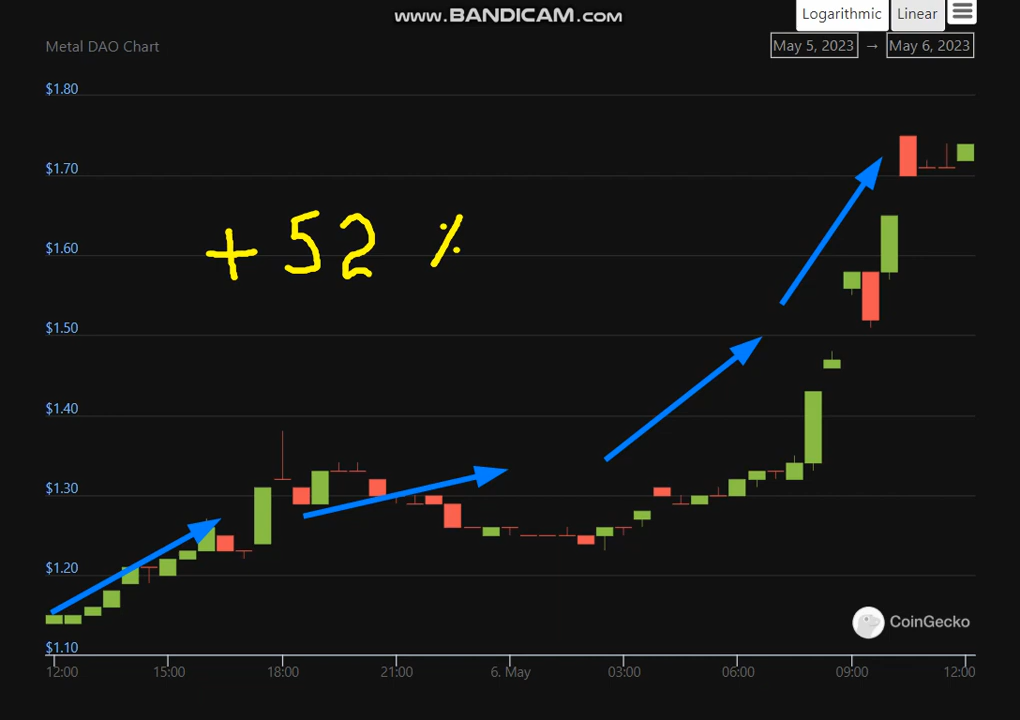 www.BANDICAM.com
Logarithmic Linear
Metal DAO Chart
May 5, 2023 → May 6, 2023
$1.80
$1.70
+ 52 %
$1.60
$1.50
$1.40
$1.30
$1.20
CoinGecko
$1.10
12:00 15:00 18:00 21:00 6. May 03:00 06:00 09:00 12:00